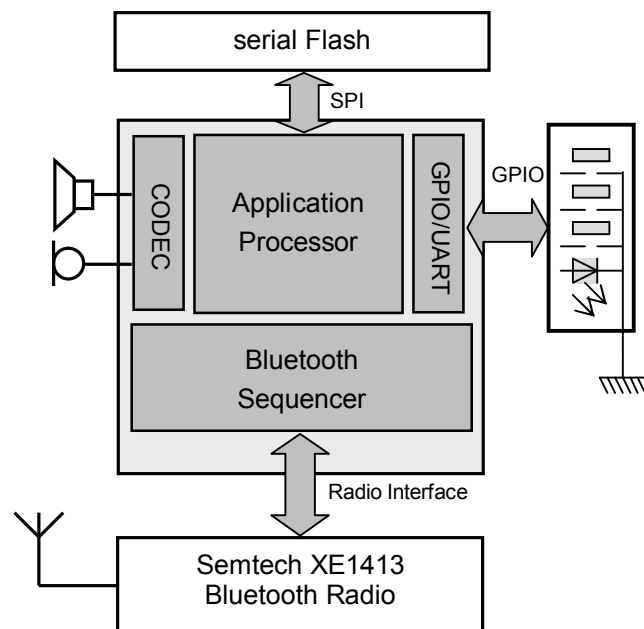 serial Flash
SPI
CODEC
Application
Processor
GPIO/UART
GPIO
Bluetooth
Sequencer
Radio Interface
Semtech XE1413
Bluetooth Radio